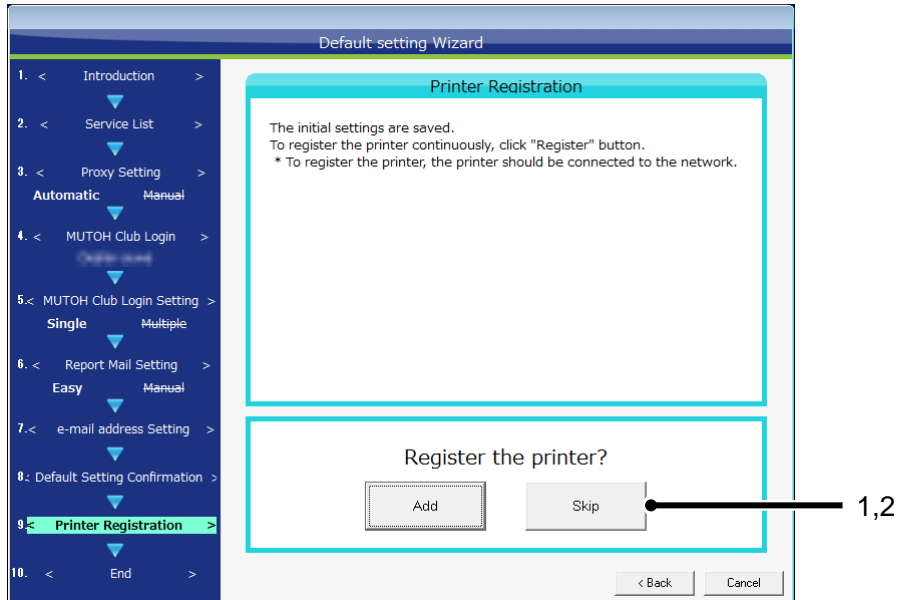 Default setting Wizard
1. < Introduction >
2. < Service List >
3. < Proxy Setting >
Automatic Manual
4. < MUTOH Club Login >
5.< MUTOH Club Login Setting >
Single Multiple
6. < Report Mail Setting >
Easy Manual
7.< e-mail address Setting >
8.< Default Setting Confirmation >
9.< Printer Registration >
10. < End >
Printer Registration
The initial settings are saved.
To register the printer continuously, click "Register" button.
* To register the printer, the printer should be connected to the network.
Register the printer?
Add Skip
1,2
< Back Cancel